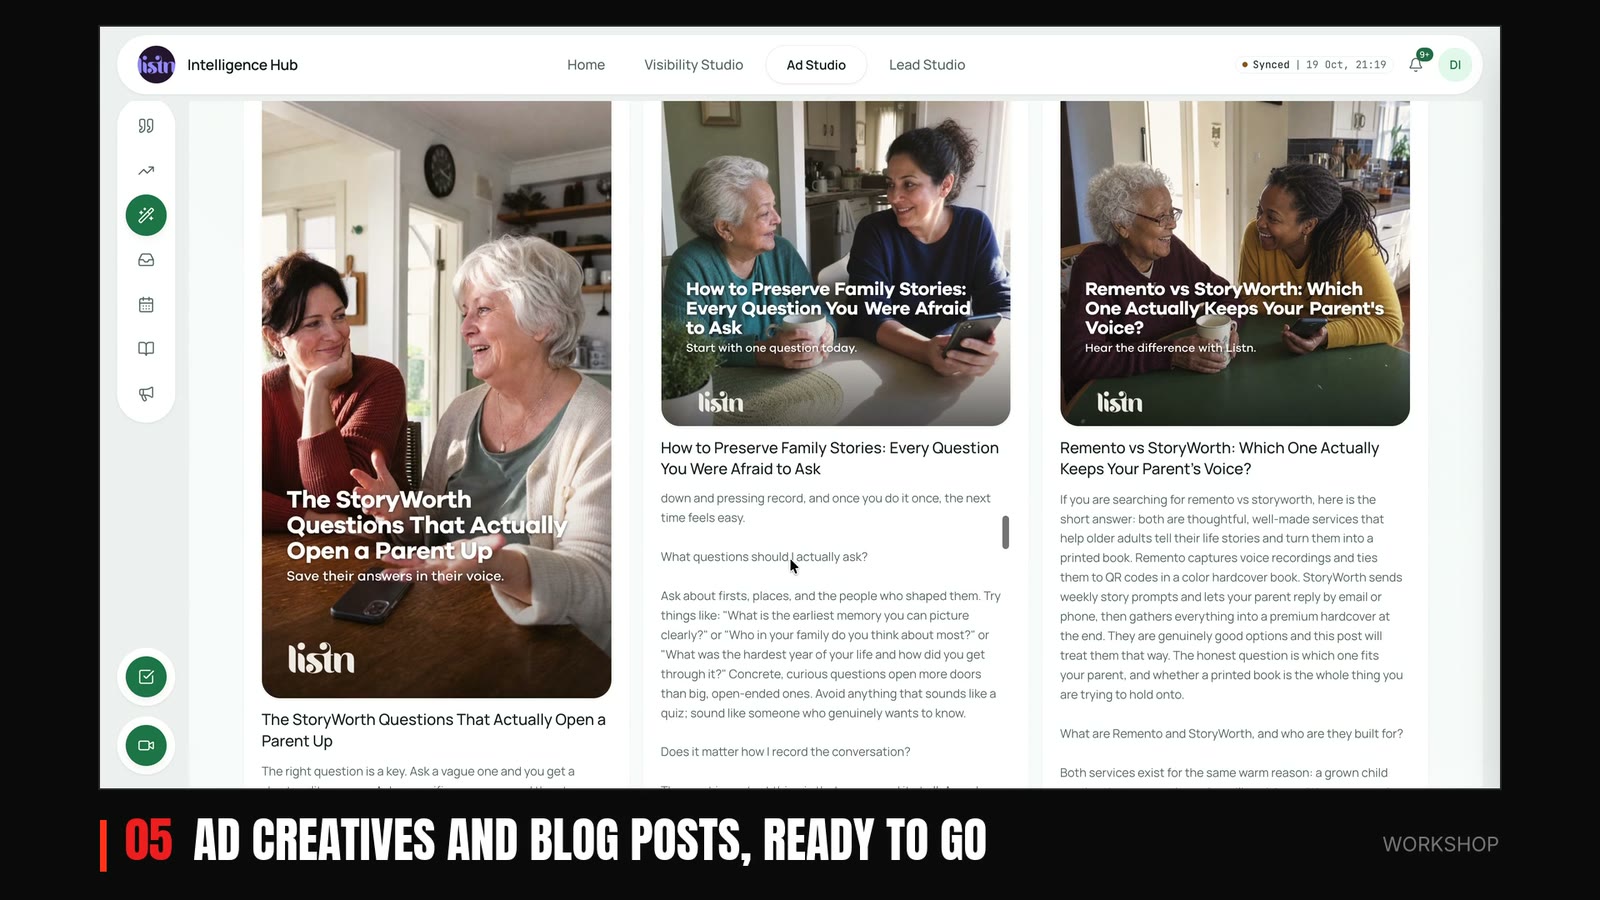 listn
Intelligence Hub
Home
Visibility Studio
Ad Studio
Lead Studio
Synced | 19 Oct, 21:19
9+
DI
The StoryWorth
Questions That Actually
Open a Parent Up
Save their answers in their voice.
listn
The StoryWorth Questions That Actually Open a
Parent Up
The right question is a key. Ask a vague one and you get a
How to Preserve Family Stories:
Every Question You Were Afraid
to Ask
Start with one question today.
listn
How to Preserve Family Stories: Every Question
You Were Afraid to Ask
down and pressing record, and once you do it once, the next
time feels easy.
What questions should I actually ask?
Ask about firsts, places, and the people who shaped them. Try
things like: "What is the earliest memory you can picture
clearly?" or "Who in your family do you think about most?" or
"What was the hardest year of your life and how did you get
through it?" Concrete, curious questions open more doors
than big, open-ended ones. Avoid anything that sounds like a
quiz; sound like someone who genuinely wants to know.
Does it matter how I record the conversation?
Remento vs StoryWorth: Which
One Actually Keeps Your Parent's
Voice?
Hear the difference with Listn.
listn
Remento vs StoryWorth: Which One Actually
Keeps Your Parent's Voice?
If you are searching for remento vs storyworth, here is the
short answer: both are thoughtful, well-made services that
help older adults tell their life stories and turn them into a
printed book. Remento captures voice recordings and ties
them to QR codes in a color hardcover book. StoryWorth sends
weekly story prompts and lets your parent reply by email or
phone, then gathers everything into a premium hardcover at
the end. They are genuinely good options and this post will
treat them that way. The honest question is which one fits
your parent, and whether a printed book is the whole thing you
are trying to hold onto.
What are Remento and StoryWorth, and who are they built for?
Both services exist for the same warm reason: a grown child
05 AD CREATIVES AND BLOG POSTS, READY TO GO
WORKSHOP